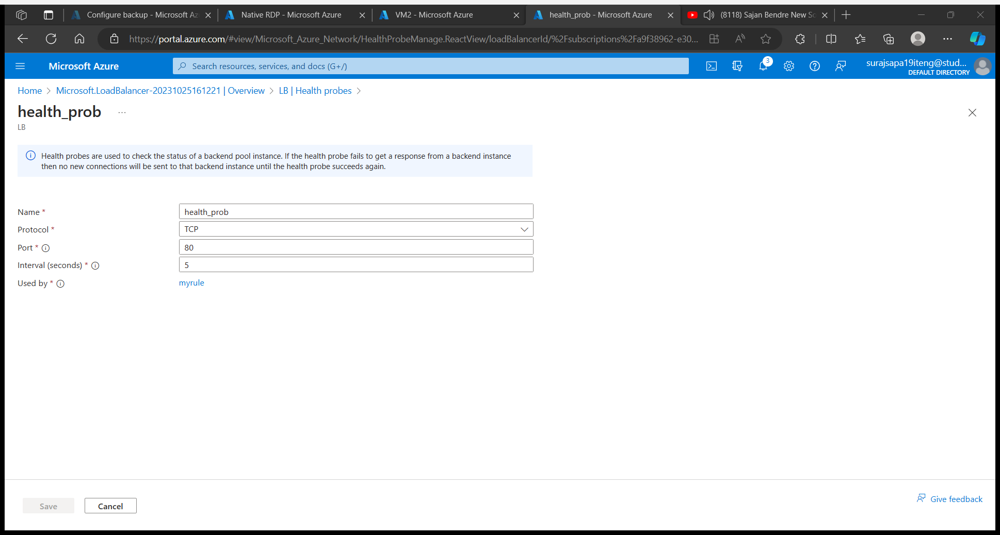 Configure backup - Microsoft Az
Native RDP - Microsoft Azure
VM2 - Microsoft Azure
health_prob - Microsoft Azure
(8118) Sajan Bendre New So
https://portal.azure.com/#view/Microsoft_Azure_Network/HealthProbeManage.ReactView/loadBalancerId/%2Fsubscriptions%2Fa9f38962-e30...
Microsoft Azure
Search resources, services, and docs (G+/)
3
surajsapa19iteng@stud...
DEFAULT DIRECTORY
Home > Microsoft.LoadBalancer-20231025161221 | Overview > LB | Health probes >
health_prob ...
LB
Health probes are used to check the status of a backend pool instance. If the health probe fails to get a response from a backend instance
then no new connections will be sent to that backend instance until the health probe succeeds again.
Name * health_prob
Protocol * TCP
Port * 80
Interval (seconds) * 5
Used by * myrule
Save
Cancel
Give feedback